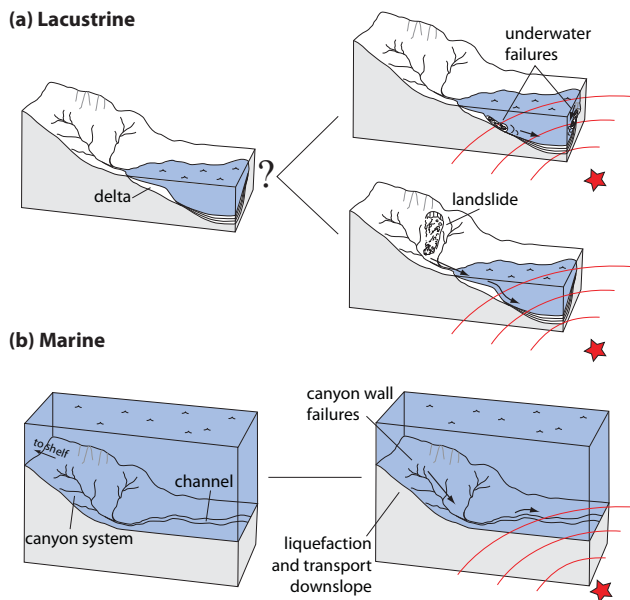 (a) Lacustrine
underwater
failures
?
delta
landslide
(b) Marine
canyon wall
failures
to shelf
channel
canyon system
liquefaction
and transport
downslope